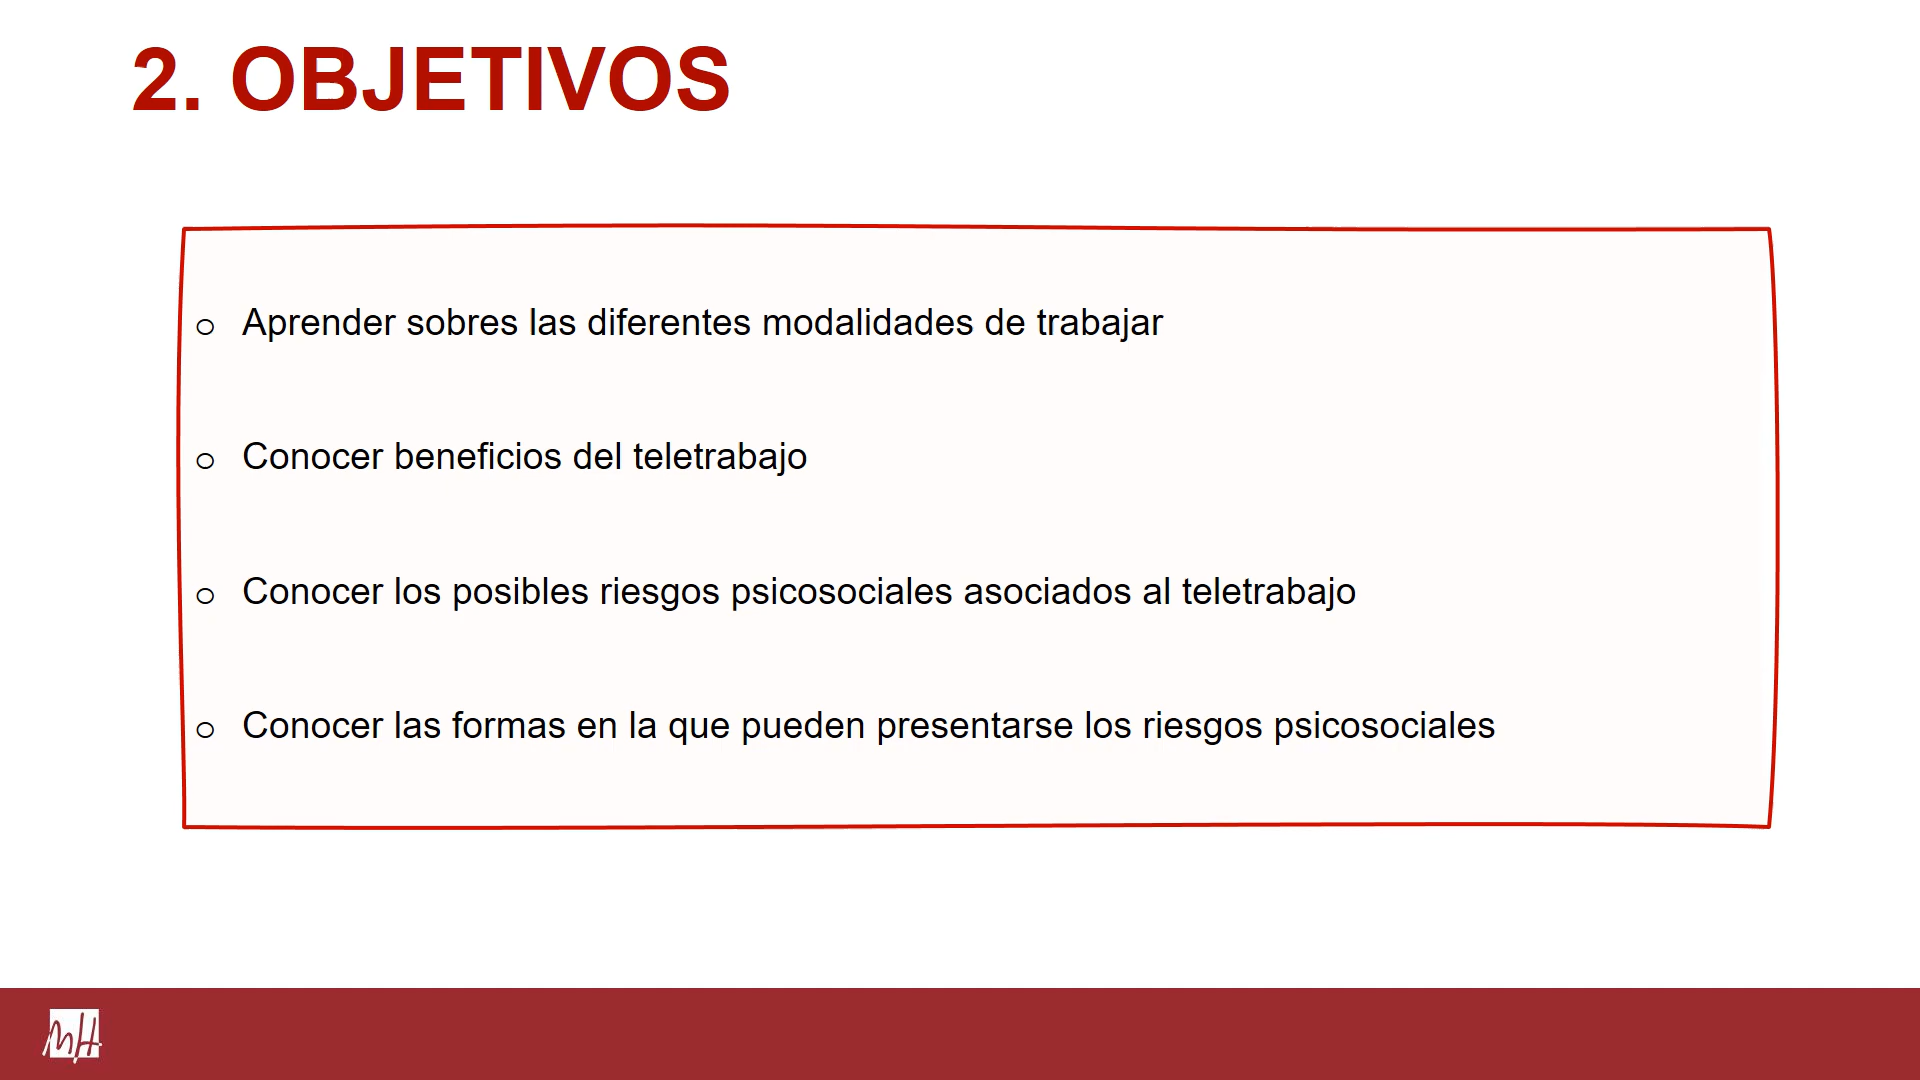 2. OBJETIVOS
o Aprender sobres las diferentes modalidades de trabajar
o Conocer beneficios del teletrabajo
o Conocer los posibles riesgos psicosociales asociados al teletrabajo
o Conocer las formas en la que pueden presentarse los riesgos psicosociales
MH